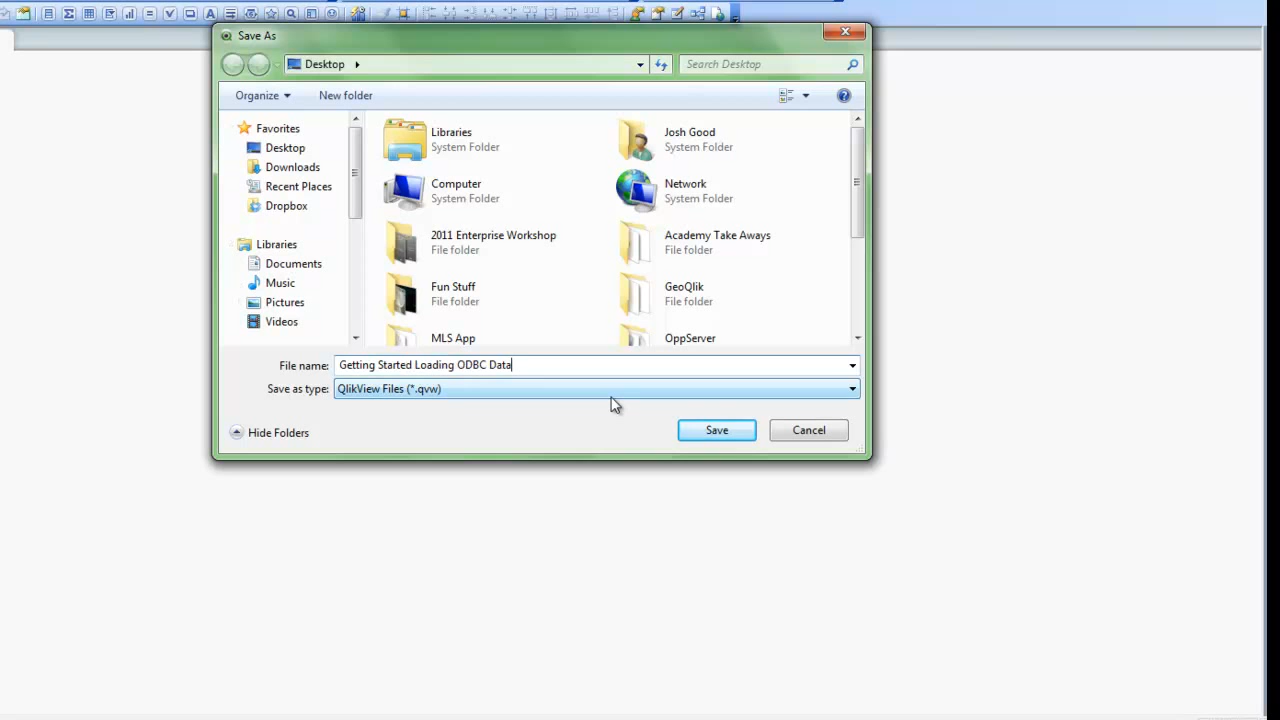 Save As
Desktop
Search Desktop
Organize
New folder
Favorites
Desktop
Downloads
Recent Places
Dropbox
Libraries
Documents
Music
Pictures
Videos
Libraries
System Folder
Josh Good
System Folder
Computer
System Folder
Network
System Folder
2011 Enterprise Workshop
File folder
Academy Take Aways
File folder
Fun Stuff
File folder
GeoQlik
File folder
MLS App
OppServer
File name: Getting Started Loading ODBC Data
Save as type: QlikView Files (*.qvw)
Hide Folders
Save
Cancel